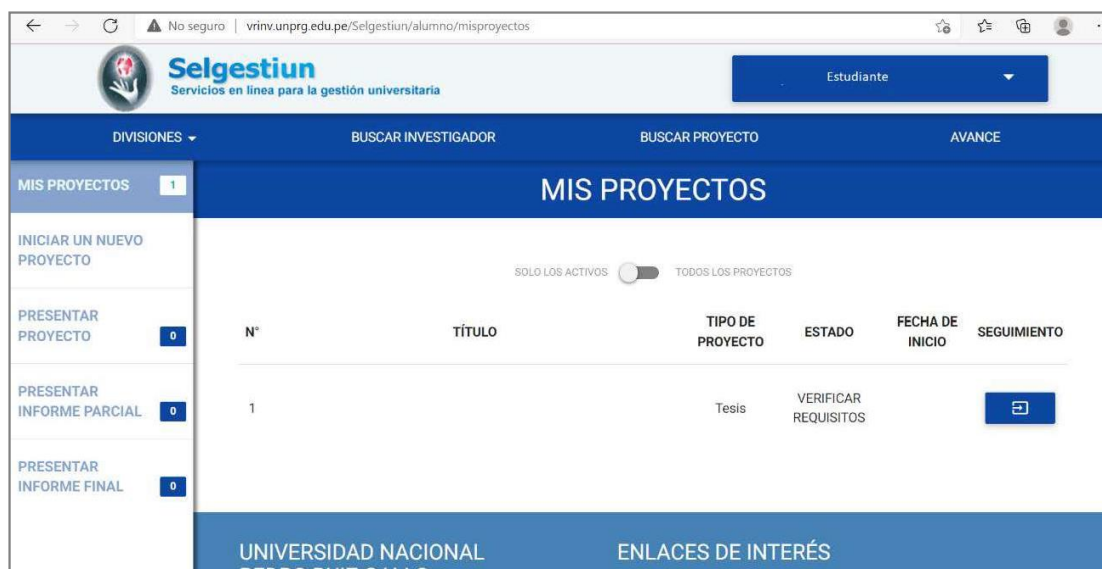 No seguro | vrinv.unprg.edu.pe/Selgestiun/alumno/misproyectos
Selgestiun
Servicios en línea para la gestión universitaria
Estudiante
DIVISIONES
BUSCAR INVESTIGADOR
BUSCAR PROYECTO
AVANCE
MIS PROYECTOS 1
MIS PROYECTOS
INICIAR UN NUEVO
PROYECTO
PRESENTAR
PROYECTO 0
PRESENTAR
INFORME PARCIAL 0
PRESENTAR
INFORME FINAL 0
SOLO LOS ACTIVOS
TODOS LOS PROYECTOS
N° TÍTULO TIPO DE PROYECTO ESTADO FECHA DE INICIO SEGUIMIENTO
1 Tesis VERIFICAR REQUISITOS
UNIVERSIDAD NACIONAL
ENLACES DE INTERÉS